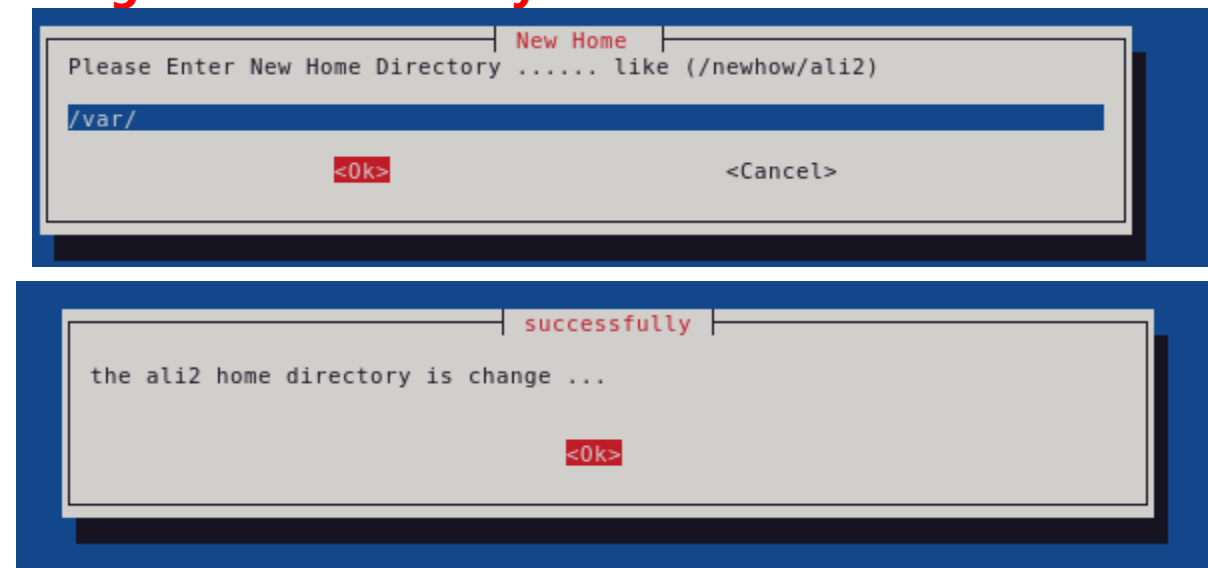 New Home
Please Enter New Home Directory ...... like (/newhow/ali2)
/var/
<Ok> <Cancel>
successfully
the ali2 home directory is change ...
<Ok>